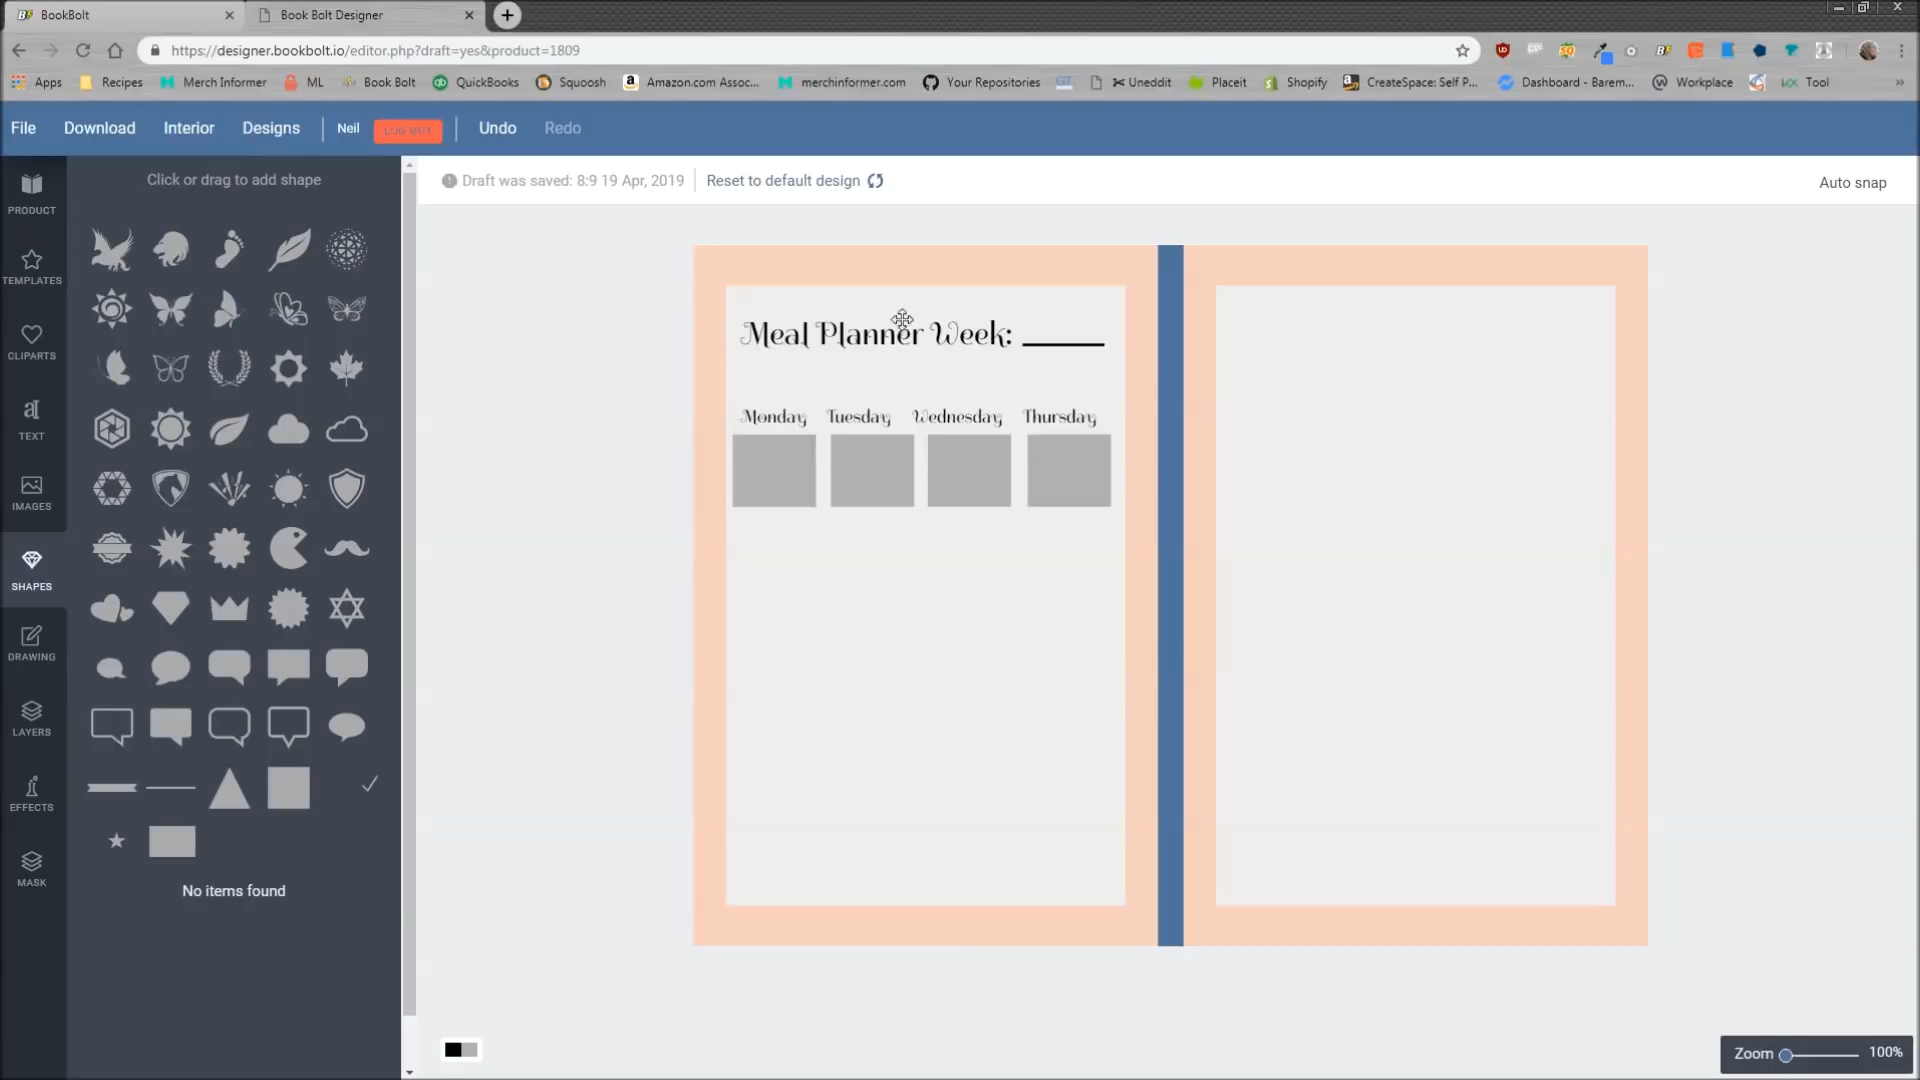 BookBolt
Book Bolt Designer
https://designer.bookbolt.io/editor.php?draft=yes&product=1809
Apps Recipes Merch Informer ML Book Bolt QuickBooks Squoosh Amazon.com Assoc... merchinformer.com Your Repositories Uneddit Placeit Shopify CreateSpace: Self P... Dashboard - Barem... Workplace Tool »
File Download Interior Designs Neil LOG OUT Undo Redo
Click or drag to add shape
Draft was saved: 8:9 19 Apr, 2019 Reset to default design Auto snap
PRODUCT
TEMPLATES
CLIPARTS
TEXT
IMAGES
SHAPES
DRAWING
LAYERS
EFFECTS
MASK
No items found
Meal Planner Week: ______
Monday Tuesday Wednesday Thursday
Zoom 100%